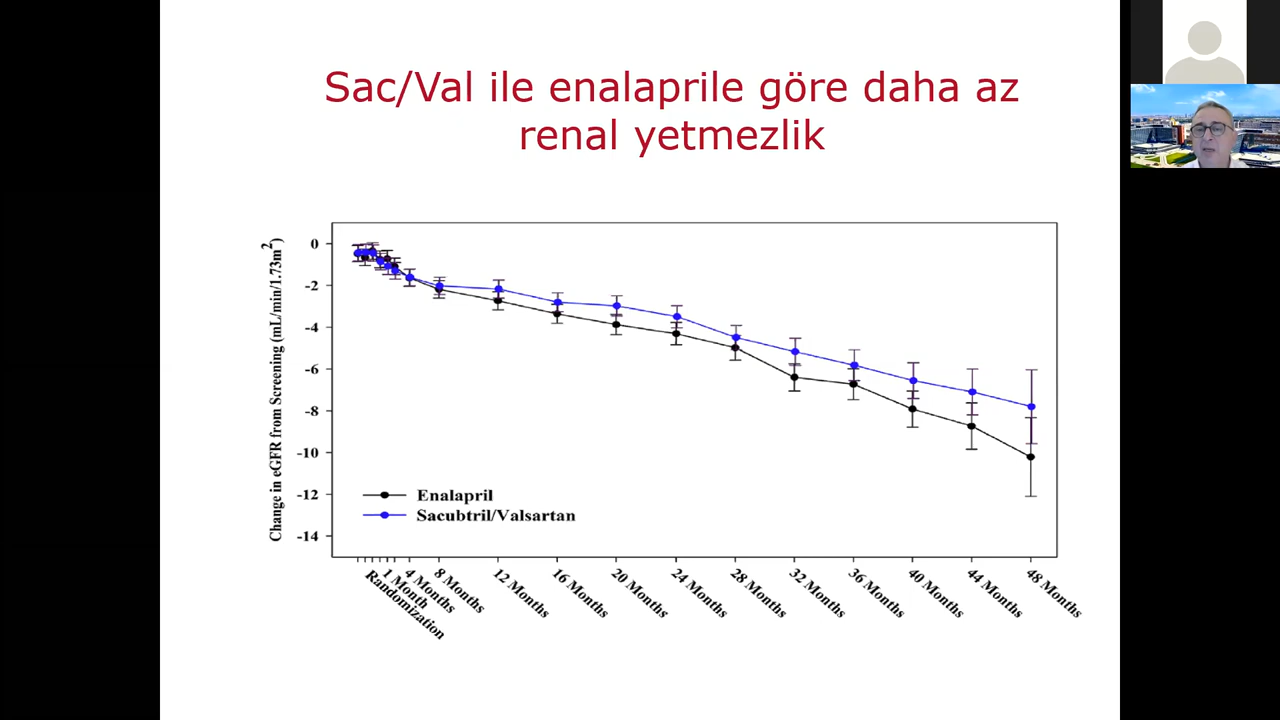 Sac/Val ile enalaprile göre daha az
renal yetmezlik
Change in eGFR from Screening (mL/min/1.73m²)
0
-2
-4
-6
-8
-10
-12
-14
Enalapril
Sacubtril/Valsartan
Randomization
1 Month
4 Months
8 Months
12 Months
16 Months
20 Months
24 Months
28 Months
32 Months
36 Months
40 Months
44 Months
48 Months